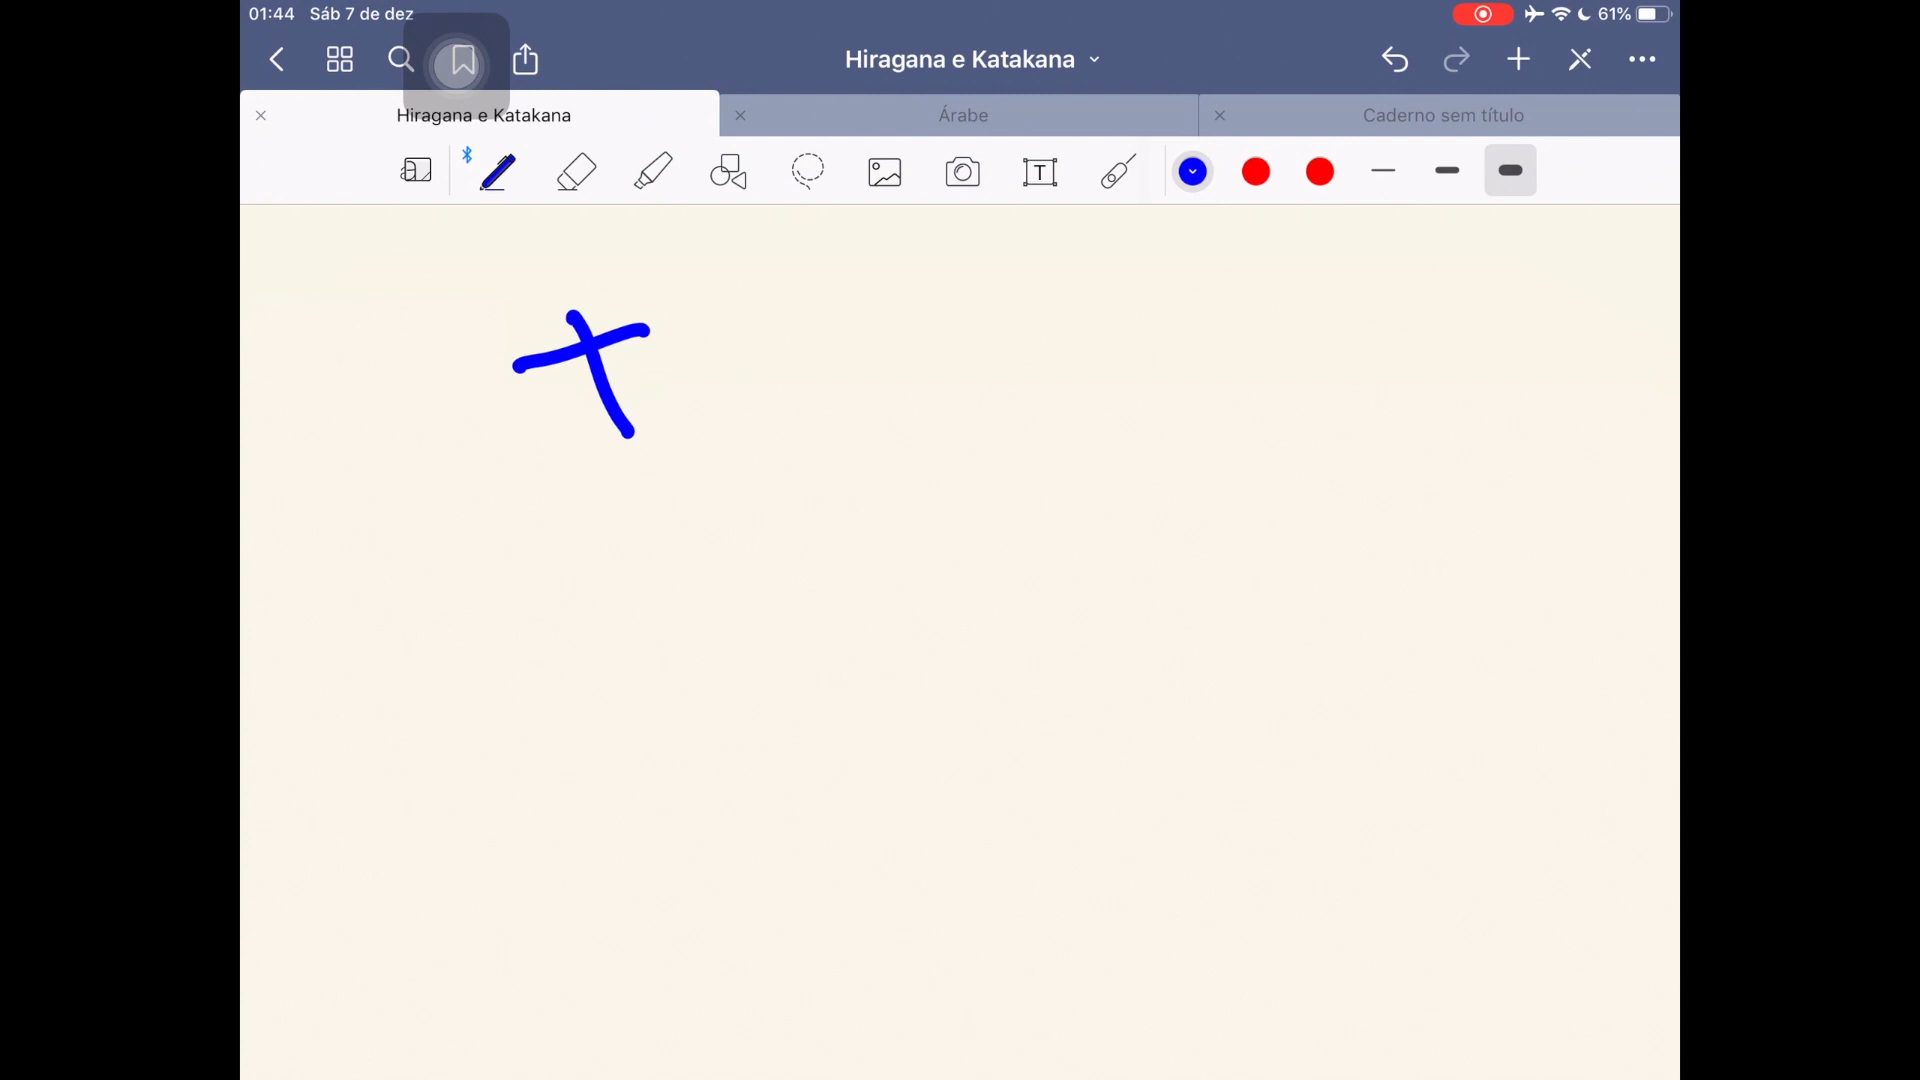 01:44 Sáb 7 de dez 61%
Hiragana e Katakana
Hiragana e Katakana Árabe Caderno sem título
T